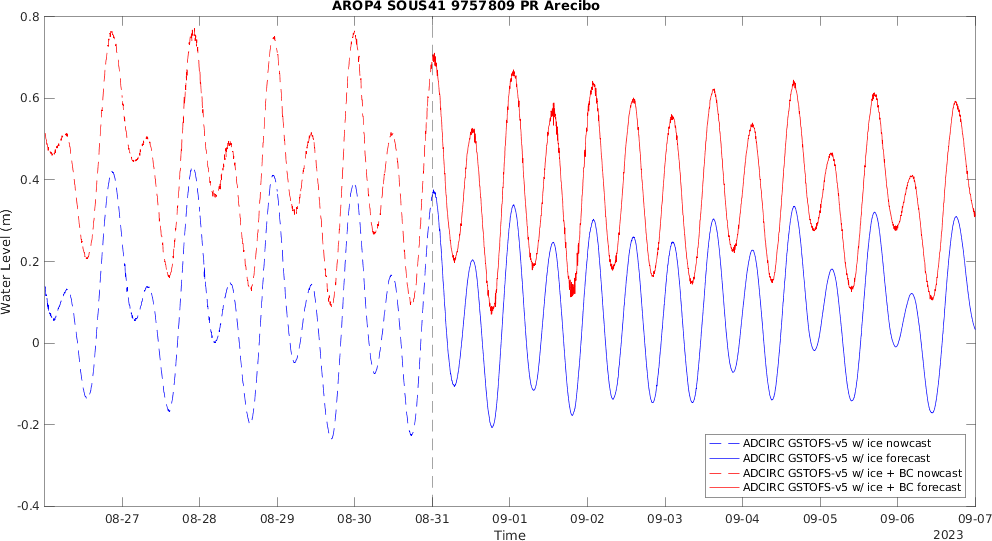 AROP4 SOUS41 9757809 PR Arecibo
Water Level (m)
0.8
0.6
0.4
0.2
0
-0.2
-0.4
ADCIRC GSTOFS-v5 w/ ice nowcast
ADCIRC GSTOFS-v5 w/ ice forecast
ADCIRC GSTOFS-v5 w/ ice + BC nowcast
ADCIRC GSTOFS-v5 w/ ice + BC forecast
08-27 08-28 08-29 08-30 08-31 09-01 09-02 09-03 09-04 09-05 09-06 09-07
Time
2023